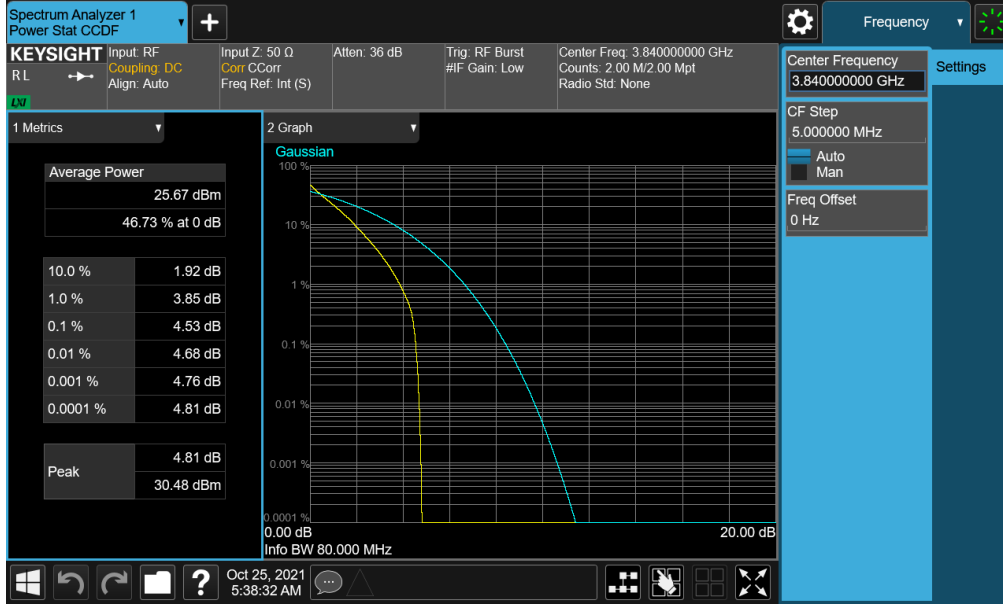 Spectrum Analyzer 1
Power Stat CCDF
Frequency
KEYSIGHT
RL
LXI
Input: RF
Coupling: DC
Align: Auto
Input Z: 50 Ω
Corr CCorr
Freq Ref: Int (S)
Atten: 36 dB
Trig: RF Burst
#IF Gain: Low
Center Freq: 3.840000000 GHz
Counts: 2.00 M/2.00 Mpt
Radio Std: None
Center Frequency
3.840000000 GHz
Settings
CF Step
5.000000 MHz
Auto
Man
Freq Offset
0 Hz
1 Metrics
Average Power
25.67 dBm
46.73 % at 0 dB
10.0 % 1.92 dB
1.0 % 3.85 dB
0.1 % 4.53 dB
0.01 % 4.68 dB
0.001 % 4.76 dB
0.0001 % 4.81 dB
Peak
4.81 dB
30.48 dBm
2 Graph
Gaussian
100 %
10 %
1 %
0.1 %
0.01 %
0.001 %
0.0001 %
0.00 dB 20.00 dB
Info BW 80.000 MHz
?
Oct 25, 2021
5:38:32 AM